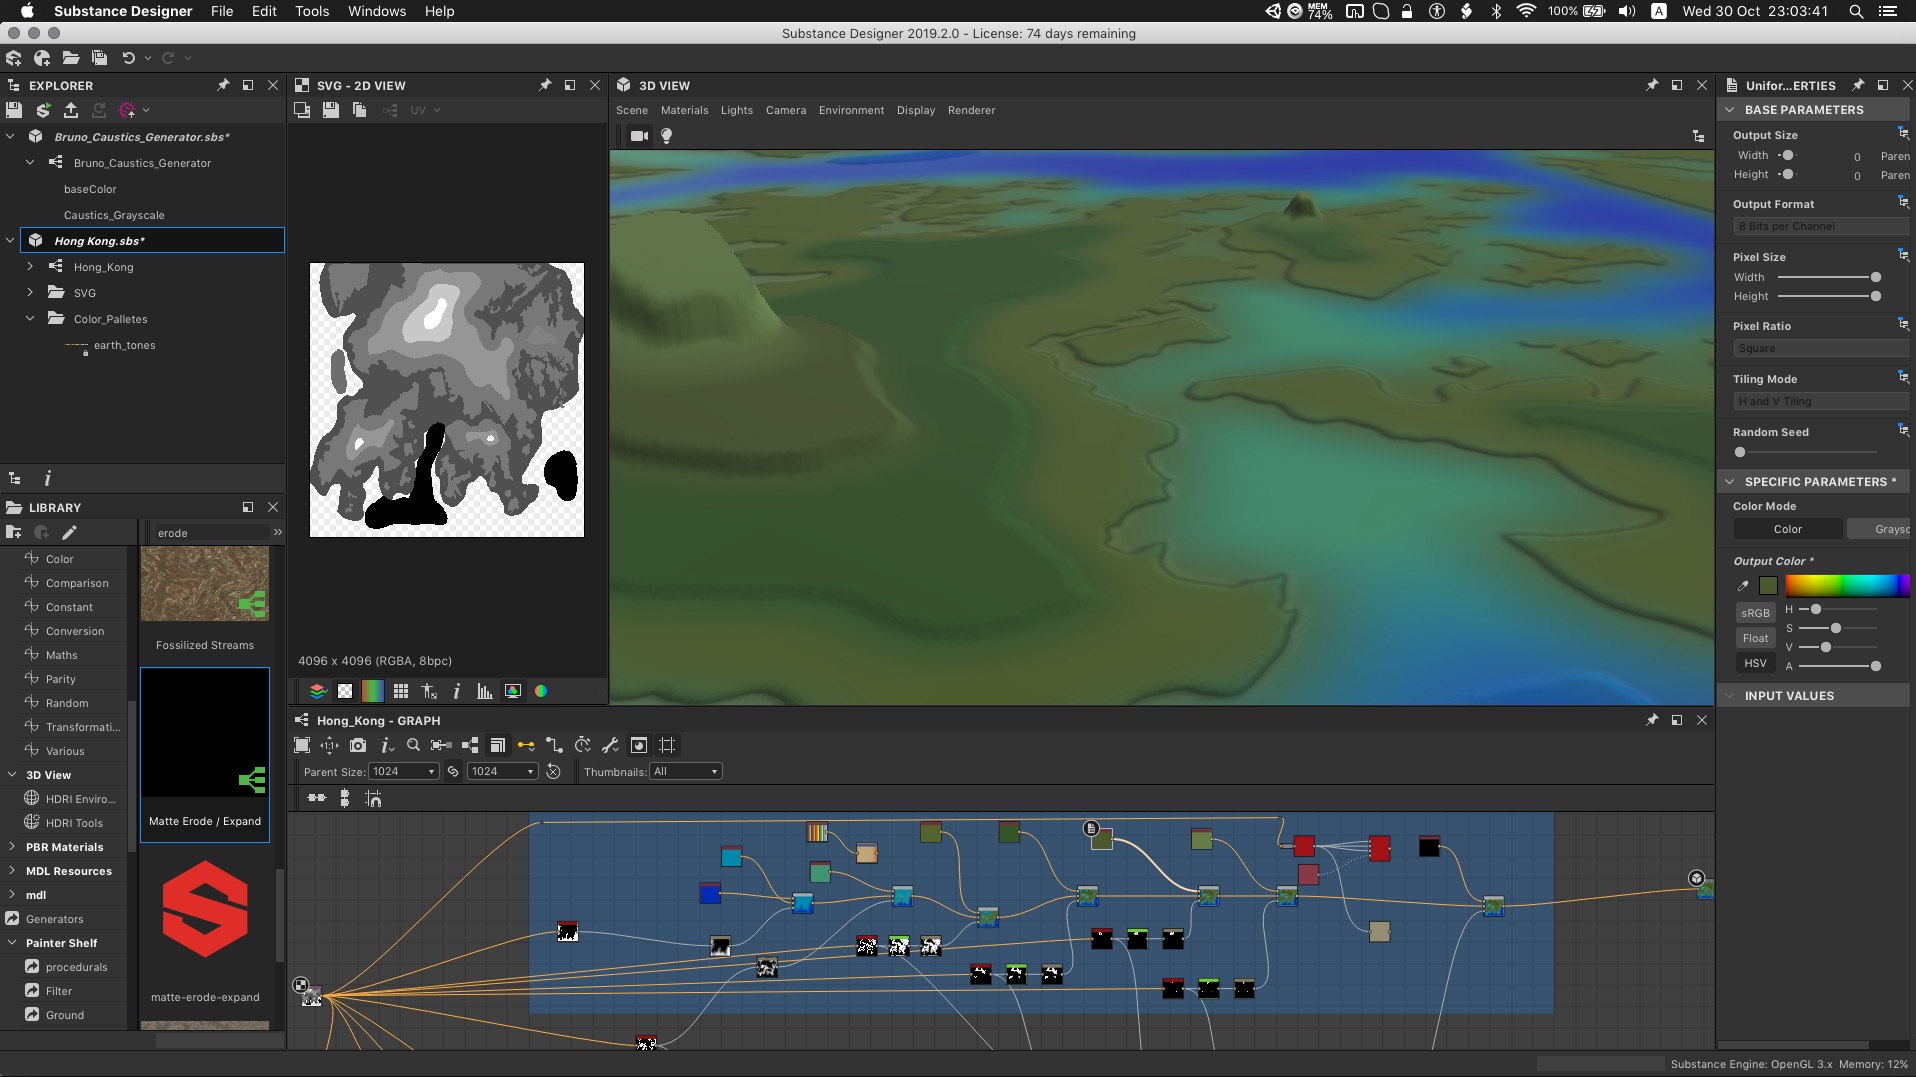 Substance Designer File Edit Tools Windows Help
MEM 74%
100%
A
Wed 30 Oct 23:03:41
Substance Designer 2019.2.0 - License: 74 days remaining
EXPLORER
Bruno_Caustics_Generator.sbs*
Bruno_Caustics_Generator
baseColor
Caustics_Grayscale
Hong Kong.sbs*
Hong_Kong
SVG
Color_Palletes
earth_tones
i
LIBRARY
erode
»
Color
Comparison
Constant
Conversion
Maths
Parity
Random
Transformati...
Various
3D View
HDRI Enviro...
HDRI Tools
PBR Materials
MDL Resources
mdl
Generators
Painter Shelf
procedurals
Filter
Ground
Fossilized Streams
Matte Erode / Expand
matte-erode-expand
SVG - 2D VIEW
UV
4096 x 4096 (RGBA, 8bpc)
i
3D VIEW
Scene Materials Lights Camera Environment Display Renderer
Hong_Kong - GRAPH
1:1
i
Parent Size: 1024 1024 Thumbnails: All
Unifor...ERTIES
BASE PARAMETERS
Output Size
Width 0 Paren
Height 0 Paren
Output Format
8 Bits per Channel
Pixel Size
Width
Height
Pixel Ratio
Square
Tiling Mode
H and V Tiling
Random Seed
SPECIFIC PARAMETERS *
Color Mode
Color Graysc
Output Color *
sRGB H
S
Float V
HSV A
INPUT VALUES
Substance Engine: OpenGL 3.x Memory: 12%